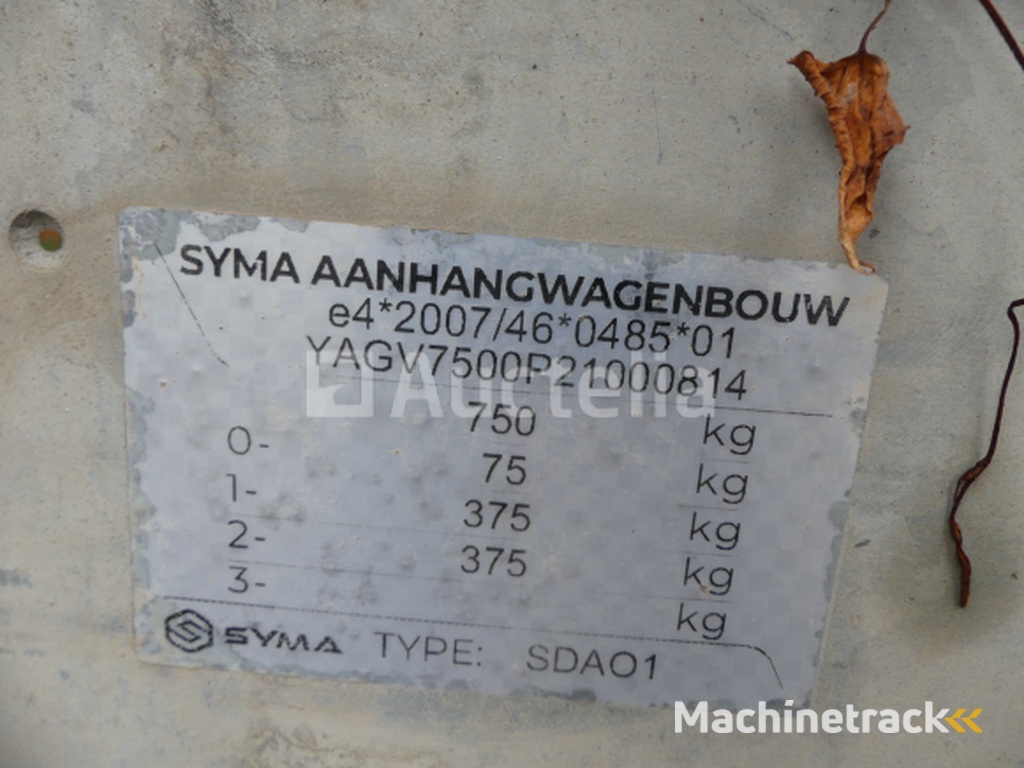 SYMA AANHANGWAGENBOUW
e4*2007/46*0485*01
YAGV7500P21000814
Auctelia
750 kg
0- 75 kg
1- 375 kg
2- 375 kg
3- kg
SYMA TYPE: SDAO1
Machinetrack